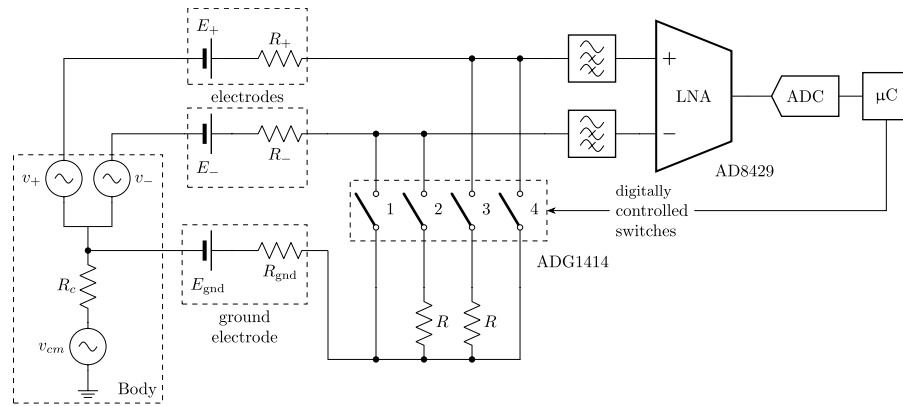 E+
R+
electrodes
LNA
+
−
ADC
μC
E−
R−
AD8429
v+
v−
1
2
3
4
digitally
controlled
switches
ADG1414
Egnd
Rgnd
ground
electrode
Rc
R
R
vcm
Body